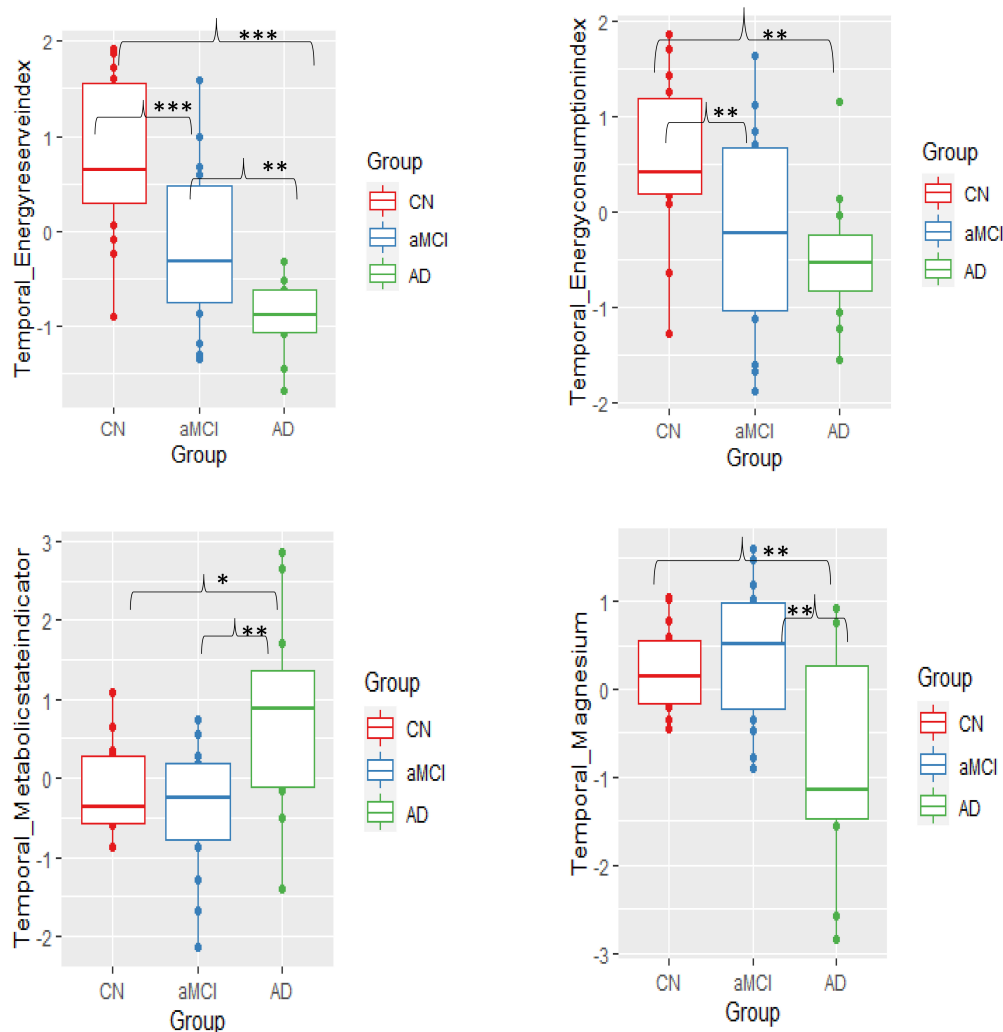 Temporal_Energyreserveindex
2
1
0
-1
***
***
**
CN
aMCI
AD
Group
Group
CN
aMCI
AD
Temporal_Energyconsumptionindex
2
1
0
-1
-2
**
**
CN
aMCI
AD
Group
Group
CN
aMCI
AD
Temporal_Metabolicstateindicator
3
2
1
0
-1
-2
*
**
CN
aMCI
AD
Group
Group
CN
aMCI
AD
Temporal_Magnesium
1
0
-1
-2
-3
**
**
CN
aMCI
AD
Group
Group
CN
aMCI
AD